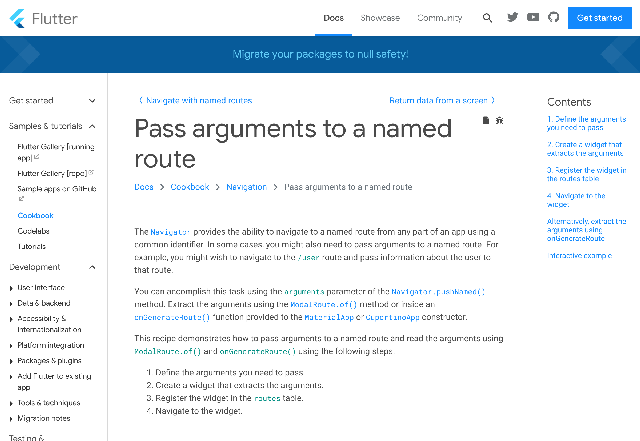 Flutter
Docs
Showcase
Community
Get started
Migrate your packages to null safety!
Get started
Samples & tutorials
Flutter Gallery [running
app]
Flutter Gallery [repo]
Sample apps on GitHub
Cookbook
Codelabs
Tutorials
Development
User interface
Data & backend
Accessibility &
internationalization
Platform integration
Packages & plugins
Add Flutter to existing
app
Tools & techniques
Migration notes
Testing &
〈 Navigate with named routes
Return data from a screen 〉
Pass arguments to a named
route
Docs > Cookbook > Navigation > Pass arguments to a named route
The Navigator provides the ability to navigate to a named route from any part of an app using a
common identifier. In some cases, you might also need to pass arguments to a named route. For
example, you might wish to navigate to the /user route and pass information about the user to
that route.
You can accomplish this task using the arguments parameter of the Navigator.pushNamed()
method. Extract the arguments using the ModalRoute.of() method or inside an
onGenerateRoute() function provided to the MaterialApp or CupertinoApp constructor.
This recipe demonstrates how to pass arguments to a named route and read the arguments using
ModalRoute.of() and onGenerateRoute() using the following steps:
1. Define the arguments you need to pass.
2. Create a widget that extracts the arguments.
3. Register the widget in the routes table.
4. Navigate to the widget.
Contents
1. Define the arguments
you need to pass
2. Create a widget that
extracts the arguments
3. Register the widget in
the routes table
4. Navigate to the
widget
Alternatively, extract the
arguments using
onGenerateRoute
Interactive example